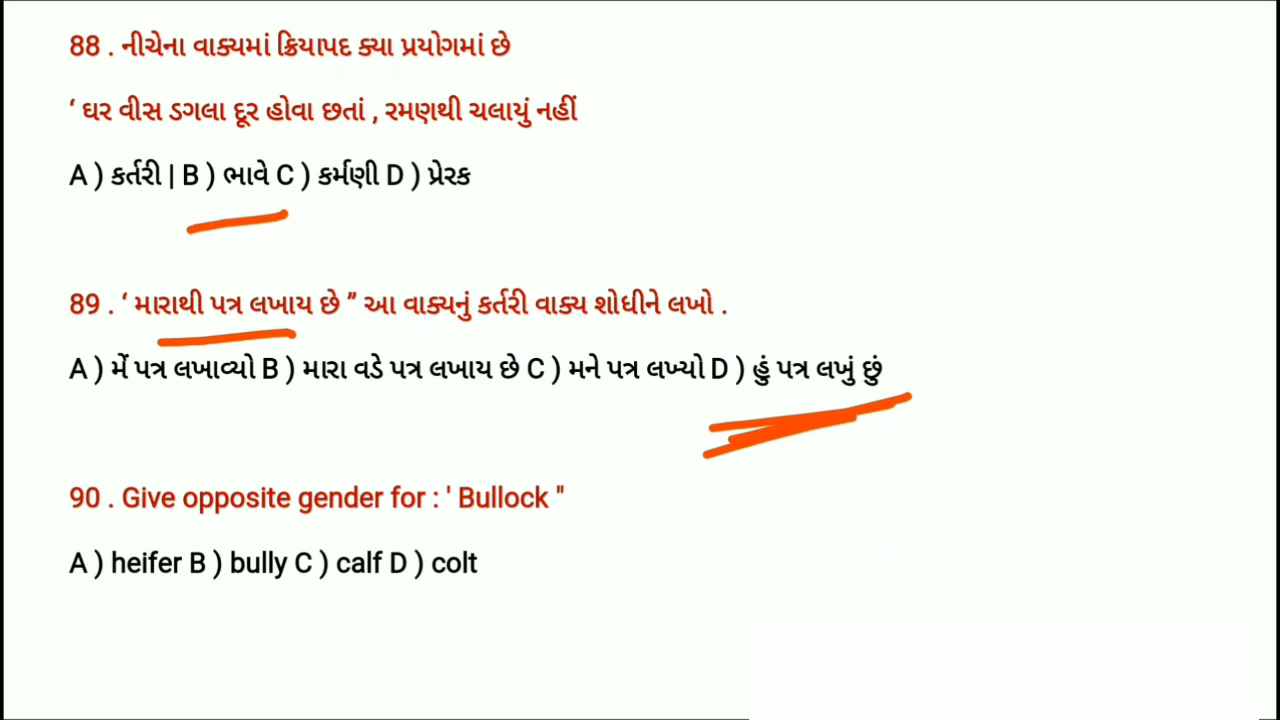 88 . નીચેના વાક્યમાં ક્રિયાપદ ક્યા પ્રયોગમાં છે
‘ ઘર વીસ ડગલા દૂર હોવા છતાં , રમણથી ચલાયું નહીં
A ) કર્તરી | B ) ભાવે C ) કર્મણી D ) પ્રેરક
89 . ‘ મારાથી પત્ર લખાય છે ” આ વાક્યનું કર્તરી વાક્ય શોધીને લખો .
A ) મેં પત્ર લખાવ્યો B ) મારા વડે પત્ર લખાય છે C ) મને પત્ર લખ્યો D ) હું પત્ર લખું છું
90 . Give opposite gender for : ' Bullock "
A ) heifer B ) bully C ) calf D ) colt